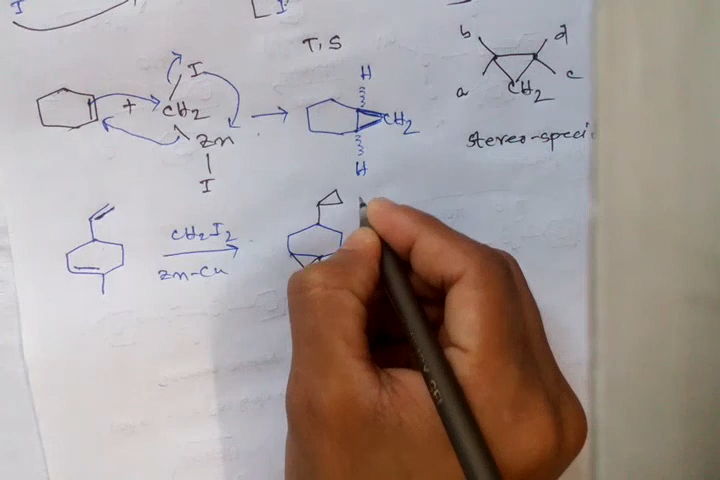 I I
T, S
b d
a c
CH2
stereo-speci
I
+ CH2
Zn
I
H
CH2
H
CH2I2
Zn-Cu